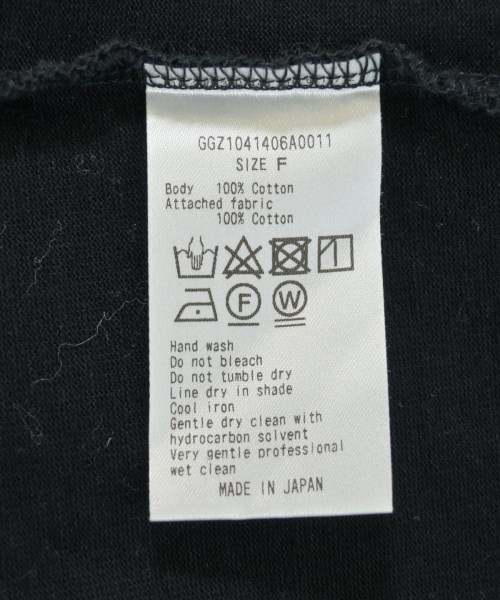 GGZ1041406A0011
SIZE F
Body 100% Cotton
Attached fabric
100% Cotton
F W
Hand wash
Do not bleach
Do not tumble dry
Line dry in shade
Cool iron
Gentle dry clean with
hydrocarbon solvent
Very gentle professional
wet clean
MADE IN JAPAN